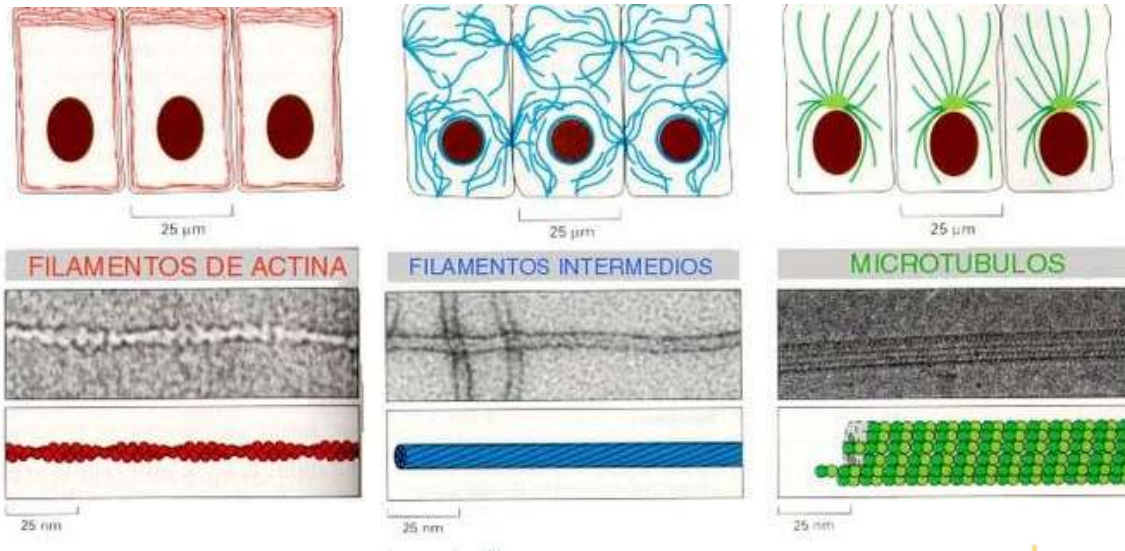 25 µm
25 µm
25 µm
FILAMENTOS DE ACTINA
FILAMENTOS INTERMEDIOS
MICROTUBULOS
25 nm
25 nm
25 nm